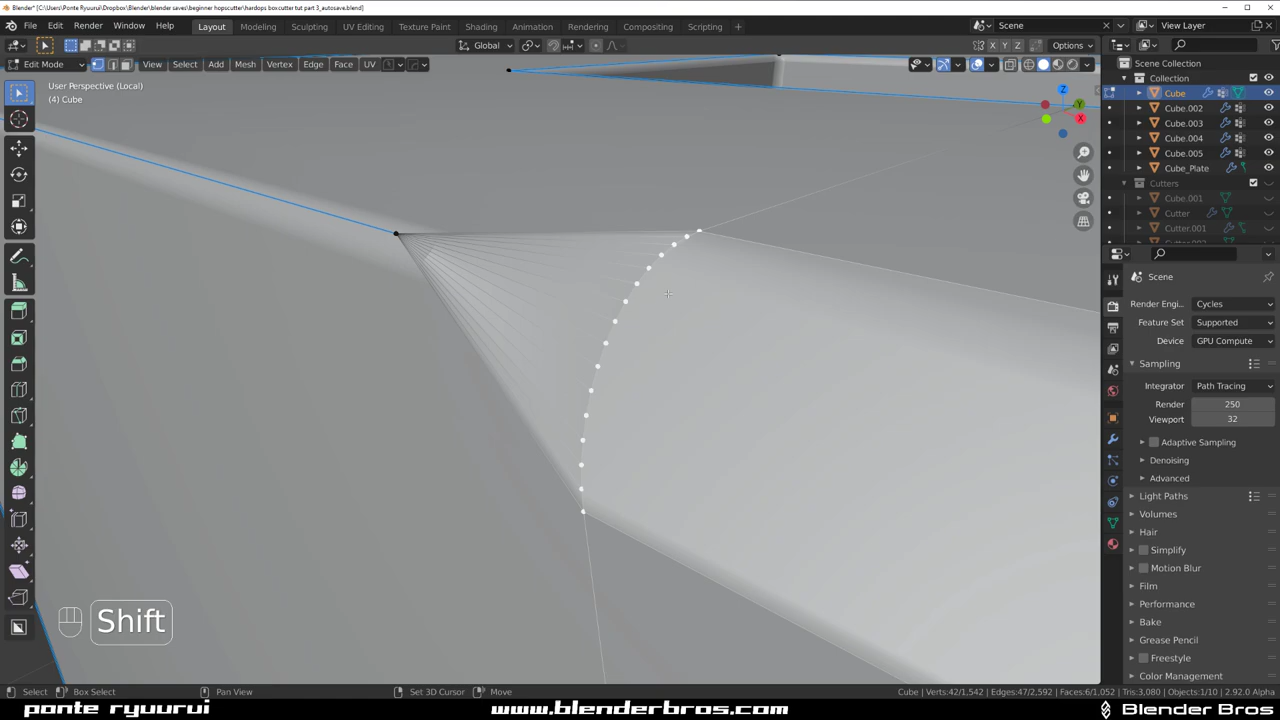 Blender* [C:\Users\Ponte Ryuurui\Dropbox\Blender\blender saves\beginner hopscutter\hardops boxcutter tut part 3_autosave.blend]
File Edit Render Window Help Layout Modeling Sculpting UV Editing Texture Paint Shading Animation Rendering Compositing Scripting Scene View Layer
Global X Y Z Options
Edit Mode View Select Add Mesh Vertex Edge Face UV
User Perspective (Local)
(4) Cube
Z
Y
X
Scene Collection
Collection
Cube
Cube.002
Cube.003
Cube.004
Cube.005
Cube_Plate
Cutters
Cube.001
Cutter
Cutter.001
Scene
Render Engi... Cycles
Feature Set Supported
Device GPU Compute
Sampling
Integrator Path Tracing
Render 250
Viewport 32
Adaptive Sampling
Denoising
Advanced
Light Paths
Volumes
Hair
Simplify
Motion Blur
Film
Performance
Bake
Grease Pencil
Freestyle
Color Management
Shift
Select Box Select Pan View Set 3D Cursor Move Cube | Verts:42/1,542 | Edges:47/2,592 | Faces:6/1,052 | Tris:3,080 | Objects:1/10 | 2.92.0 Alpha
ponte ryuurui www.blenderbros.com Blender Bros